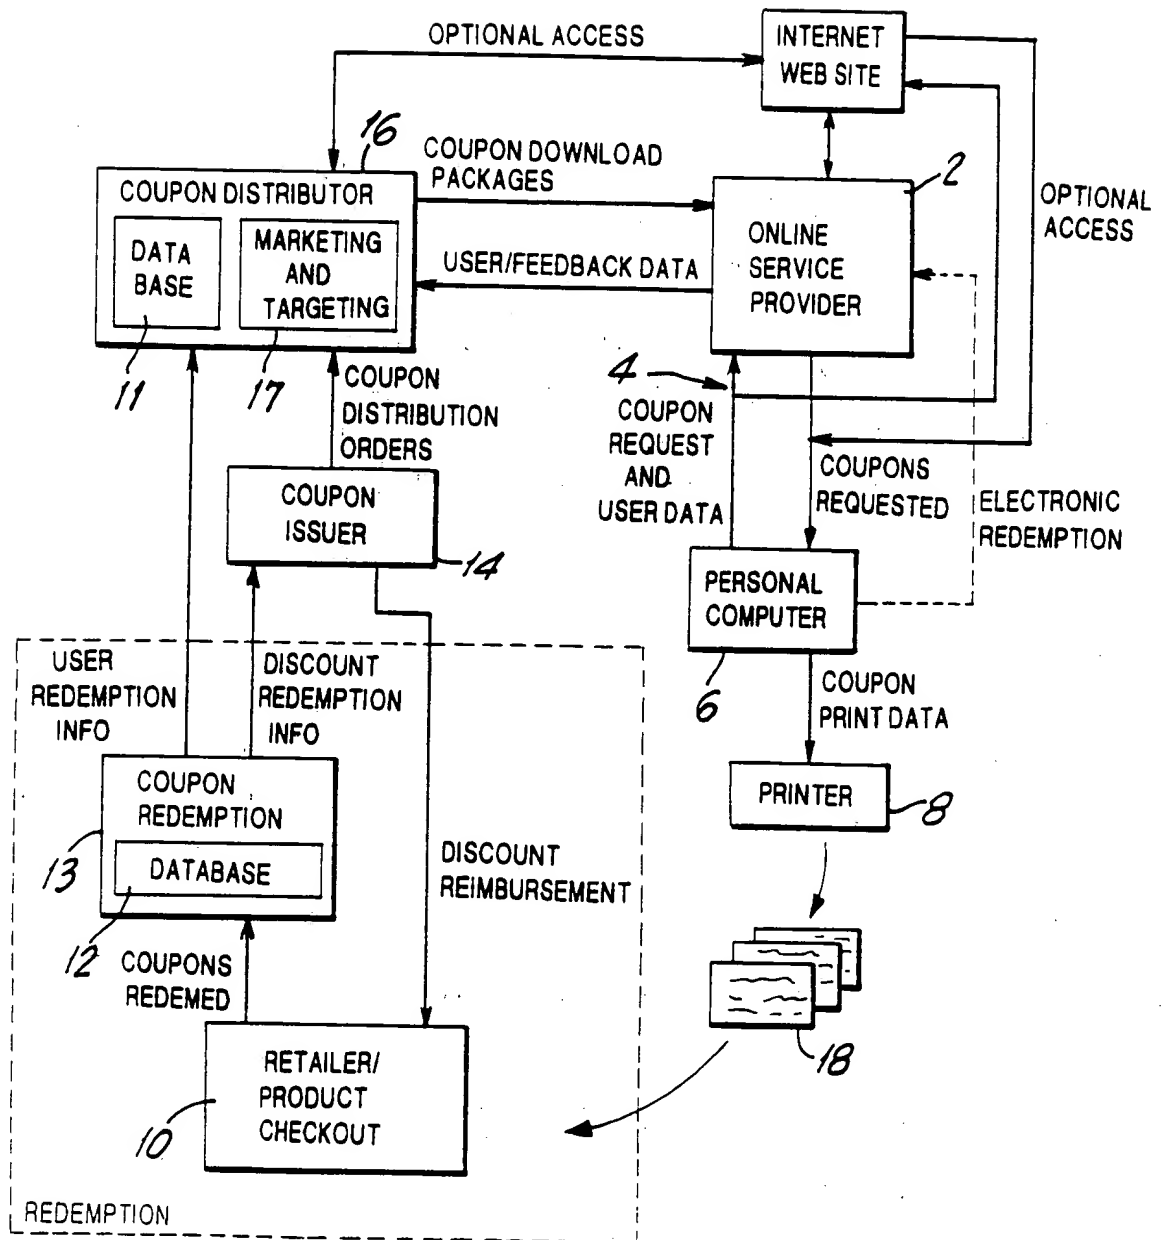 OPTIONAL ACCESS
INTERNET
WEB SITE
16
COUPON DOWNLOAD
PACKAGES
2
OPTIONAL
ACCESS
COUPON DISTRIBUTOR
DATA
BASE
MARKETING
AND
TARGETING
USER/FEEDBACK DATA
ONLINE
SERVICE
PROVIDER
11
17
COUPON
DISTRIBUTION
ORDERS
4
COUPON
REQUEST
AND
USER DATA
COUPONS
REQUESTED
ELECTRONIC
REDEMPTION
COUPON
ISSUER
14
PERSONAL
COMPUTER
6
USER
REDEMPTION
INFO
DISCOUNT
REDEMPTION
INFO
COUPON
PRINT DATA
COUPON
REDEMPTION
DATABASE
13
12
PRINTER
8
DISCOUNT
REIMBURSEMENT
COUPONS
REDEMED
18
RETAILER/
PRODUCT
CHECKOUT
10
REDEMPTION